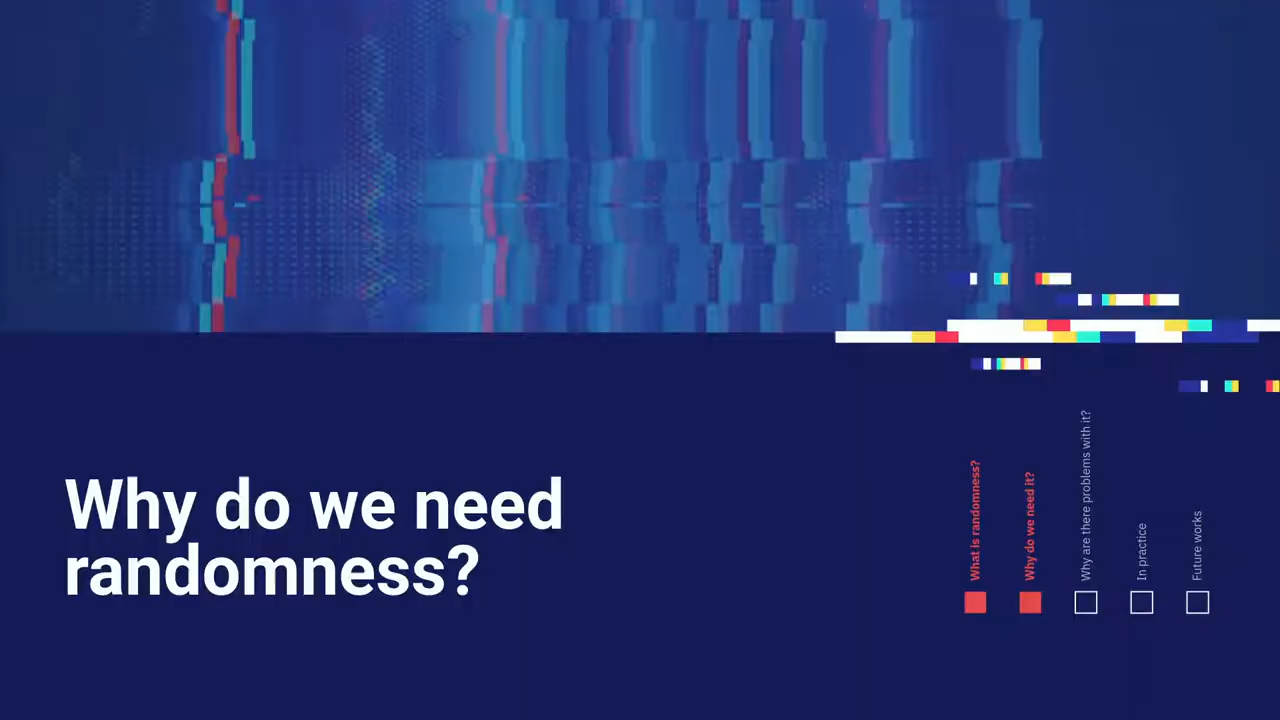 Why do we need
randomness?
What is randomness?
Why do we need it?
Why are there problems with it?
In practice
Future works